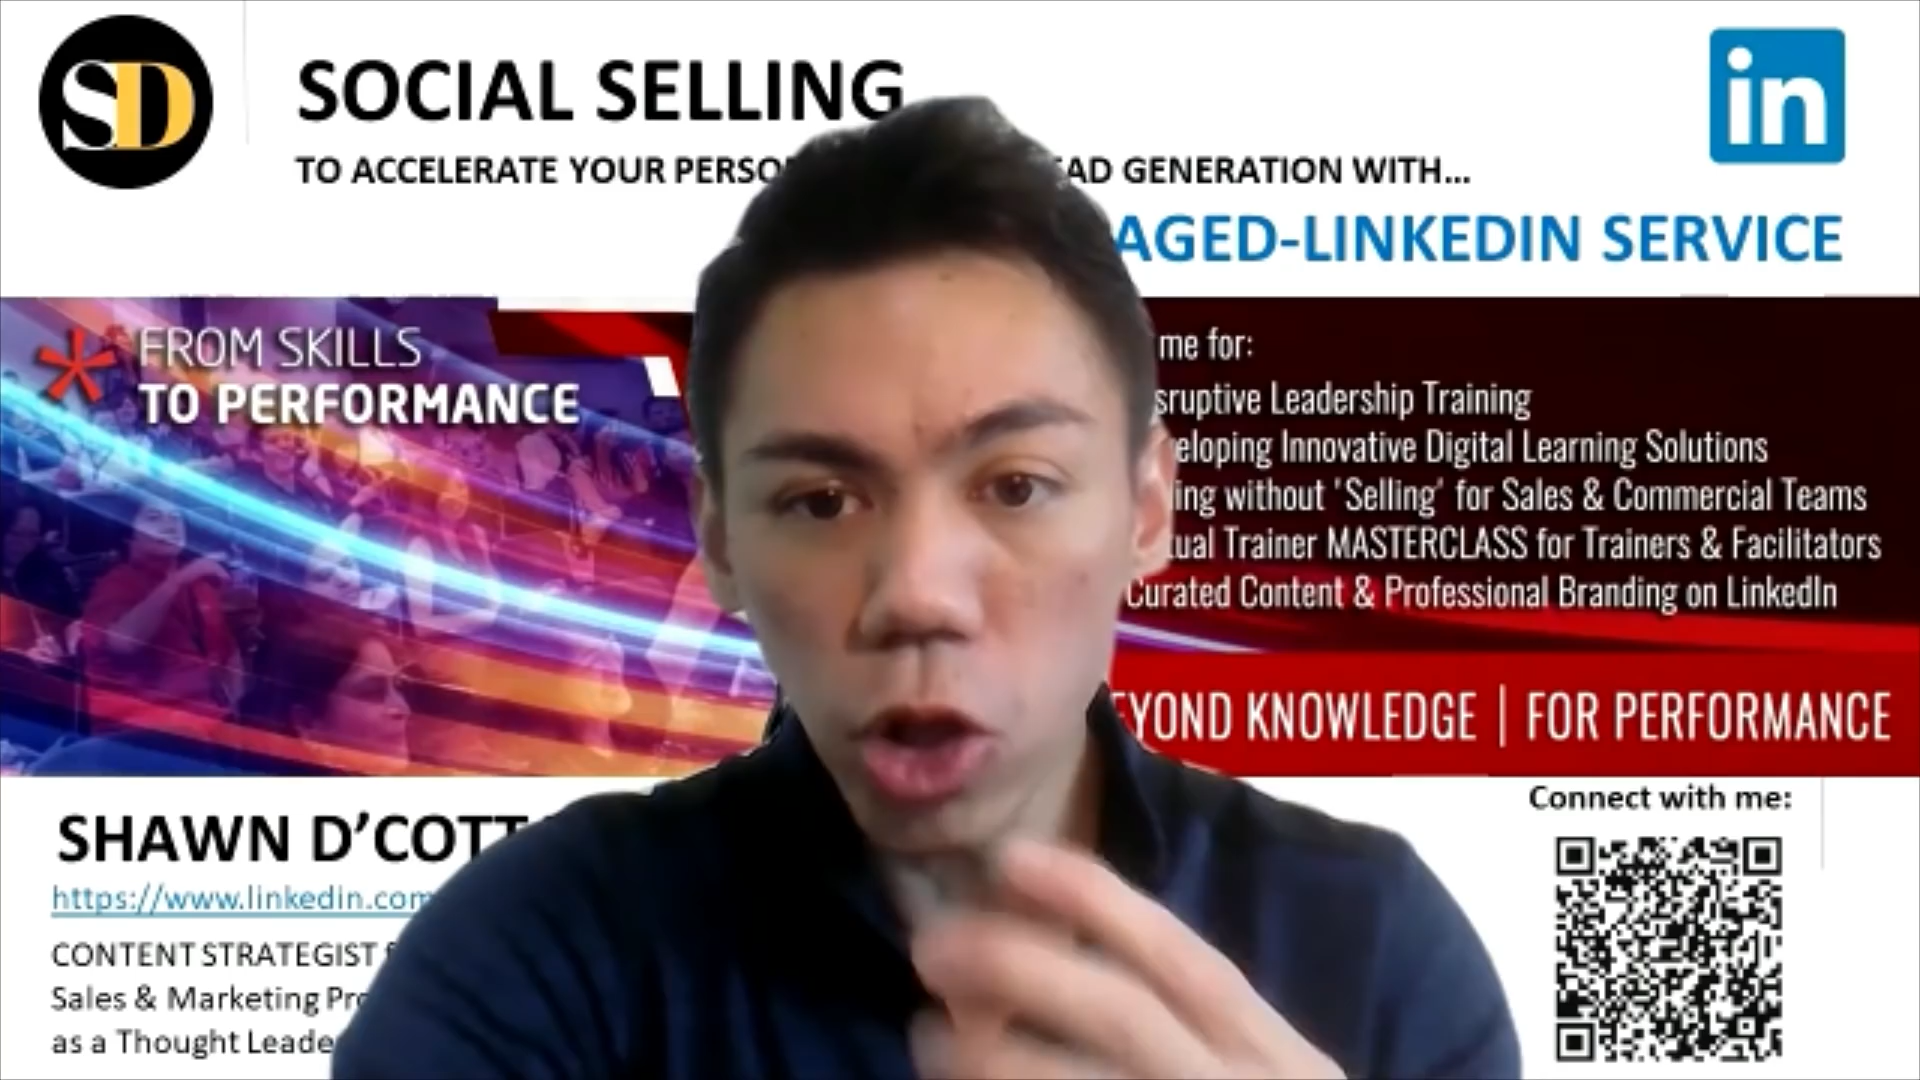 SD
SOCIAL SELLING
TO ACCELERATE YOUR GENERATION WITH...
in
AGED-LINKEDIN SERVICE
FROM SKILLS
TO PERFORMANCE
me for:
sruptive Leadership Training
eloping Innovative Digital Learning Solutions
ing without 'Selling' for Sales & Commercial Teams
tual Trainer MASTERCLASS for Trainers & Facilitators
Curated Content & Professional Branding on LinkedIn
YOND KNOWLEDGE | FOR PERFORMANCE
SHAWN D'COTT
https://www.linkedin.com
CONTENT STRATEGIST
Sales & Marketing Pro
as a Thought Leade
Connect with me: